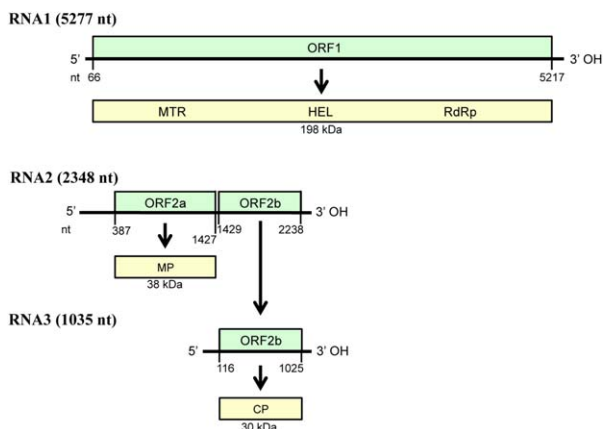 RNA1 (5277 nt)
ORF1
5’ 3’ OH
nt 66 5217
MTR HEL RdRp
198 kDa
RNA2 (2348 nt)
ORF2a ORF2b
5’ 3’ OH
nt 387 1427 1429 2238
MP
38 kDa
RNA3 (1035 nt)
ORF2b
5’ 3’ OH
116 1025
CP
30 kDa